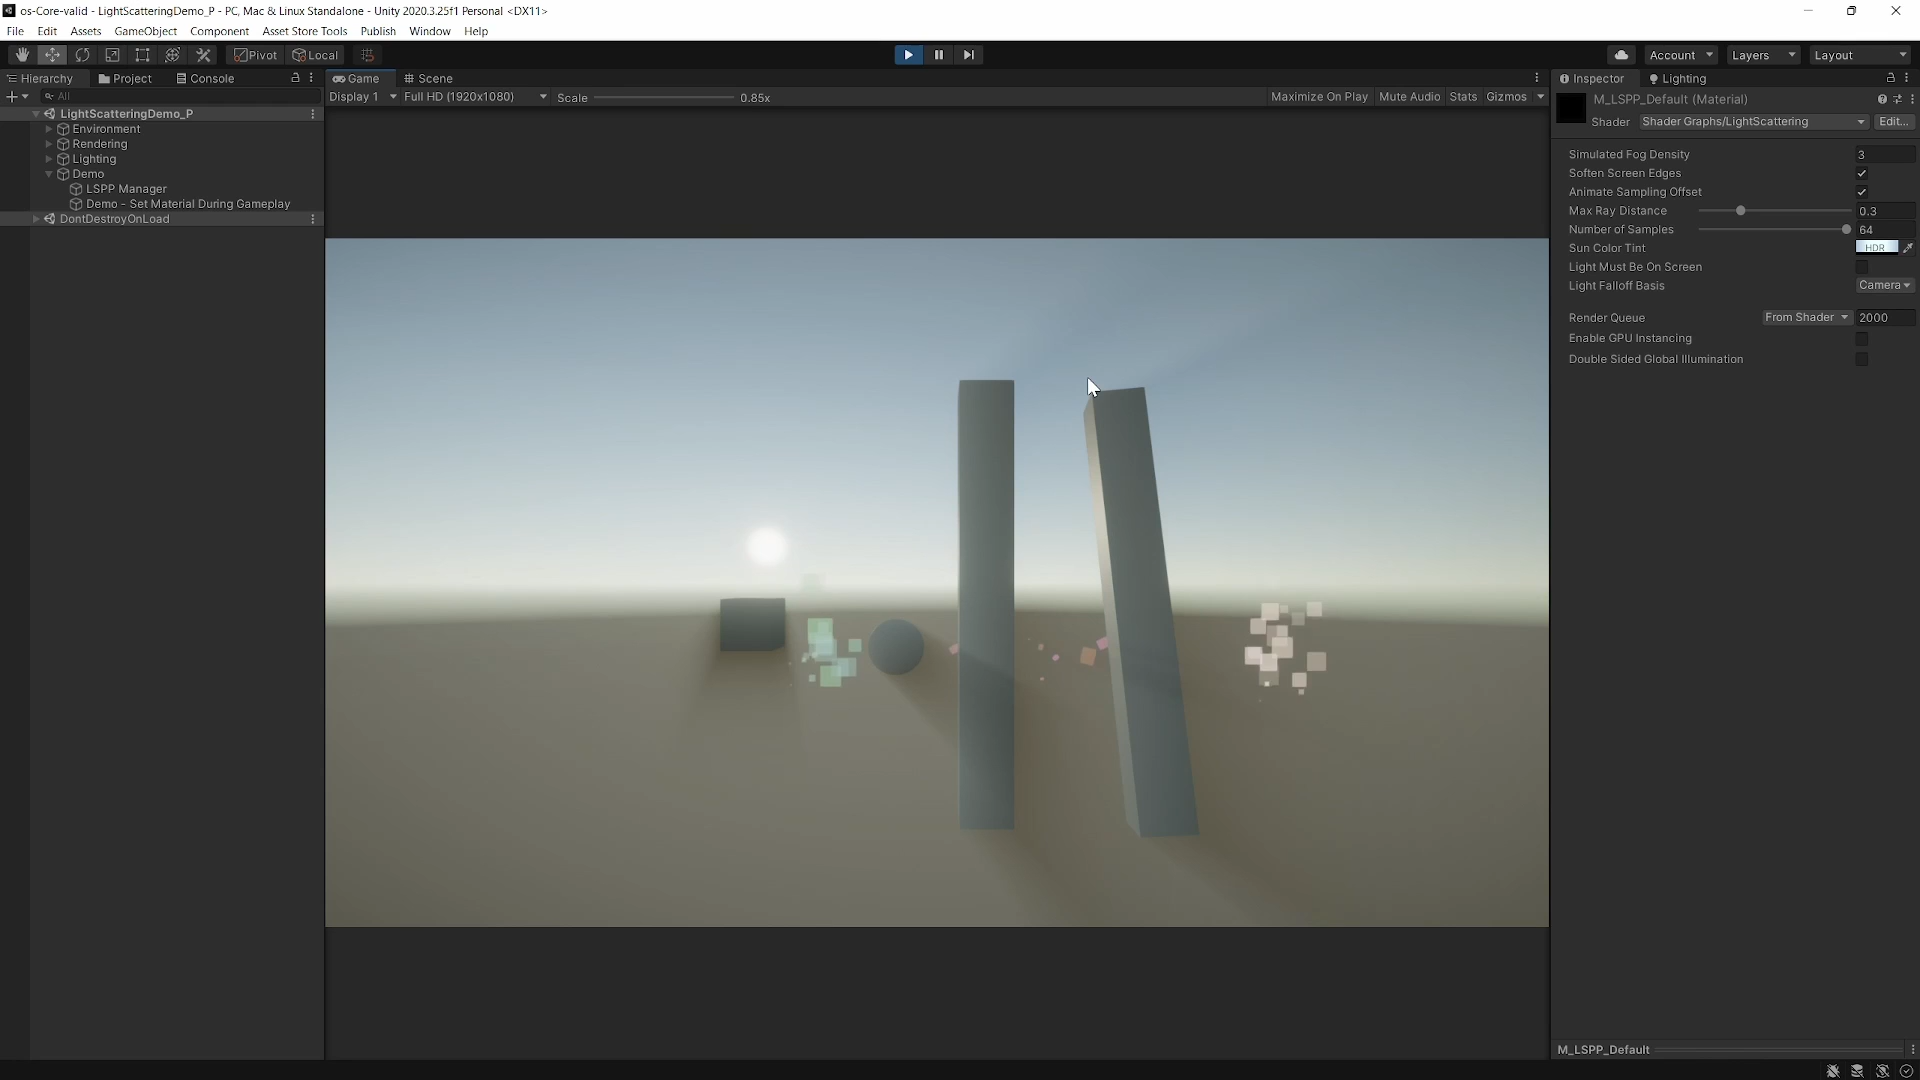 os-Core-valid - LightScatteringDemo_P - PC, Mac & Linux Standalone - Unity 2020.3.25f1 Personal <DX11>
File Edit Assets GameObject Component Asset Store Tools Publish Window Help
Pivot Local Account Layers Layout
Hierarchy Project Console Game Scene Inspector Lighting
All
Display 1 Full HD (1920x1080) Scale 0.85x Maximize On Play Mute Audio Stats Gizmos
LightScatteringDemo_P
Environment
Rendering
Lighting
Demo
LSPP Manager
Demo - Set Material During Gameplay
DontDestroyOnLoad
M_LSPP_Default (Material)
Shader Shader Graphs/LightScattering Edit...
Simulated Fog Density 3
Soften Screen Edges
Animate Sampling Offset
Max Ray Distance 0.3
Number of Samples 64
Sun Color Tint HDR
Light Must Be On Screen
Light Falloff Basis Camera
Render Queue From Shader 2000
Enable GPU Instancing
Double Sided Global Illumination
M_LSPP_Default